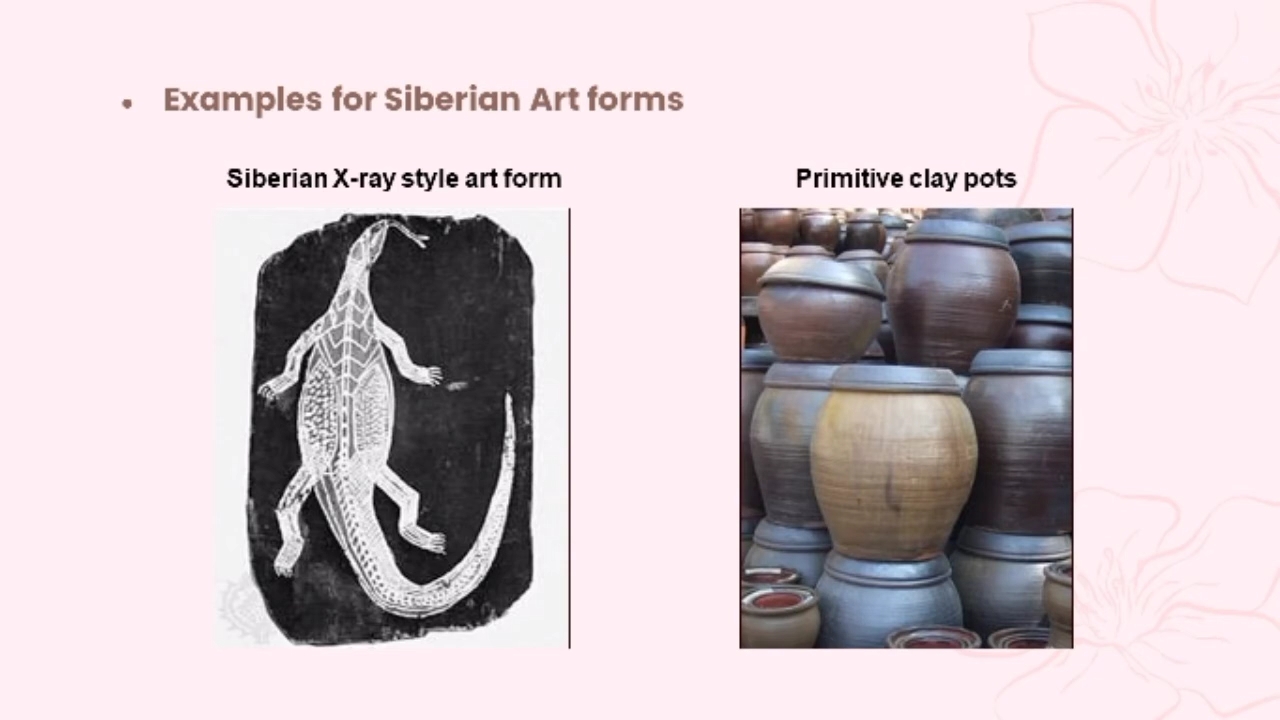 Examples for Siberian Art forms
Siberian X-ray style art form
Primitive clay pots